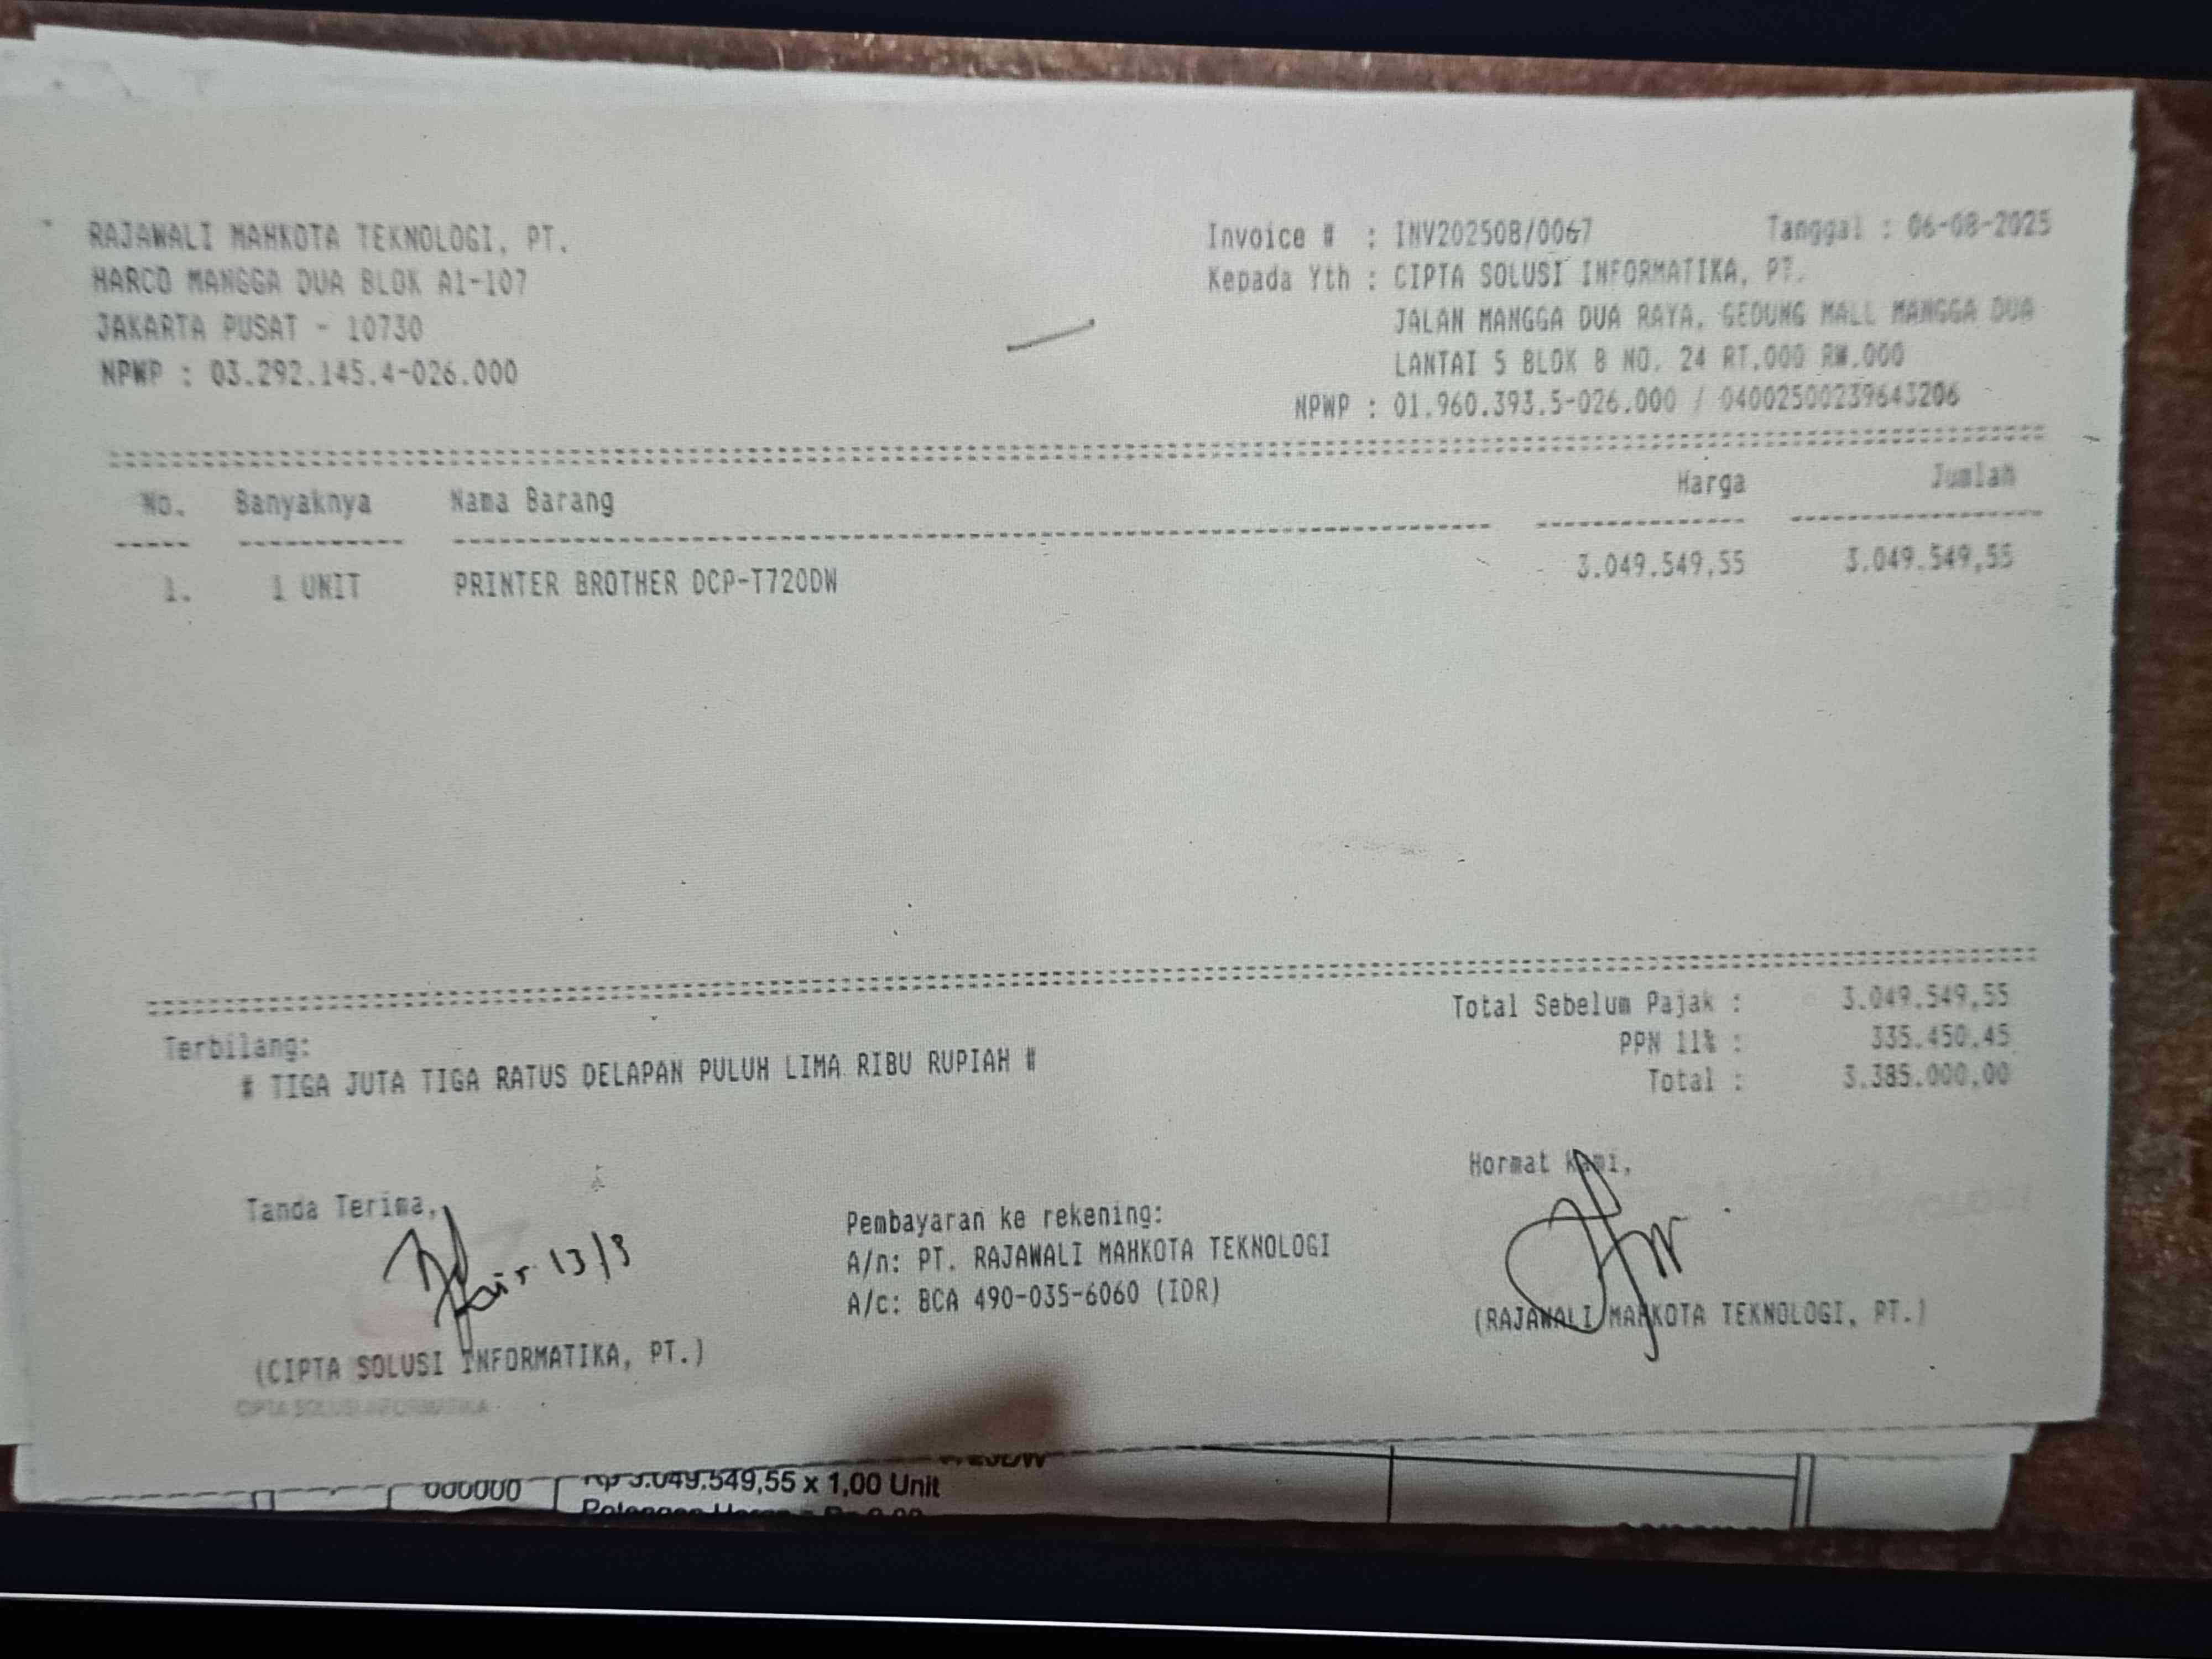 RAJAWALI MAHKOTA TEKNOLOGI, PT.
HARCO MANGGA DUA BLOK A1-107
JAKARTA PUSAT - 10730
NPWP : 03.292.145.4-026.000
Invoice # : INV202508/0067 Tanggal : 06-08-2025
Kepada Yth : CIPTA SOLUSI INFORMATIKA, PT.
JALAN MANGGA DUA RAYA, GEDUNG MALL MANGGA DUA
LANTAI 5 BLOK B NO. 24 RT.000 RW.000
NPWP : 01.960.393.5-026.000 / 04002500239643206
No. Banyaknya Nama Barang Harga Jumlah
1. 1 UNIT PRINTER BROTHER DCP-T720DW 3.049.549,55 3.049.549,55
Total Sebelum Pajak : 3.049.549,55
PPN 11% : 335.450,45
Total : 3.385.000,00
Terbilang:
# TIGA JUTA TIGA RATUS DELAPAN PULUH LIMA RIBU RUPIAH #
Tanda Terima,
13/8
(CIPTA SOLUSI INFORMATIKA, PT.)
CIPTA SOLUSI INFORMATIKA
Pembayaran ke rekening:
A/n: PT. RAJAWALI MAHKOTA TEKNOLOGI
A/c: BCA 490-035-6060 (IDR)
Hormat Kami,
(RAJAWALI MAHKOTA TEKNOLOGI, PT.)
000000 Rp 3.049.549,55 x 1,00 Unit